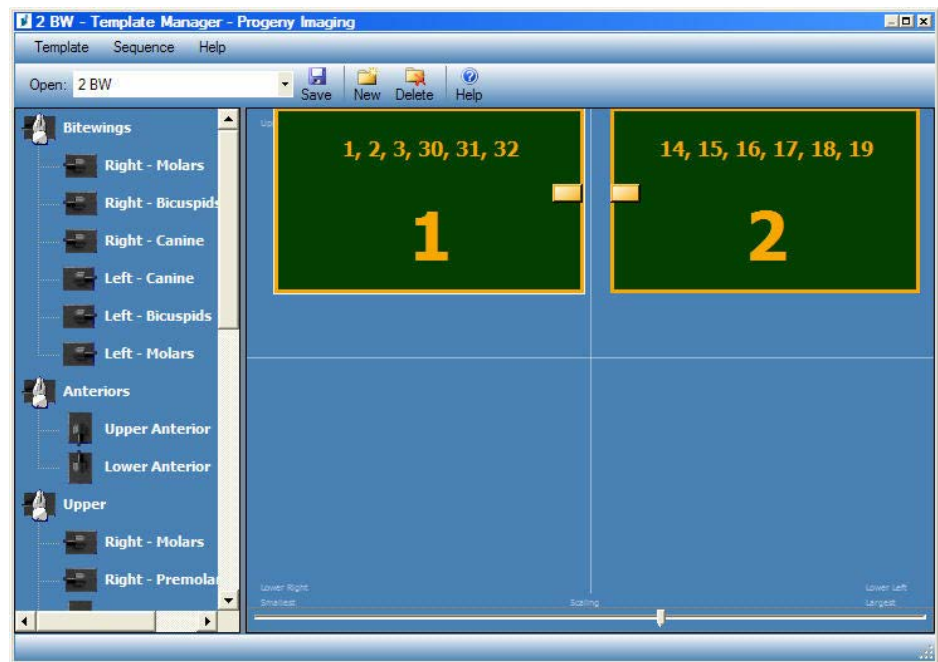 2 BW - Template Manager - Progeny Imaging
Template Sequence Help
Open: 2 BW
Save New Delete Help
Bitewings
Right - Molars
Right - Bicuspids
Right - Canine
Left - Canine
Left - Bicuspids
Left - Molars
Anteriors
Upper Anterior
Lower Anterior
Upper
Right - Molars
Right - Premolar
Up
1, 2, 3, 30, 31, 32
1
14, 15, 16, 17, 18, 19
2
Lower Right
Lower Left
Smallest
Scaling
Largest